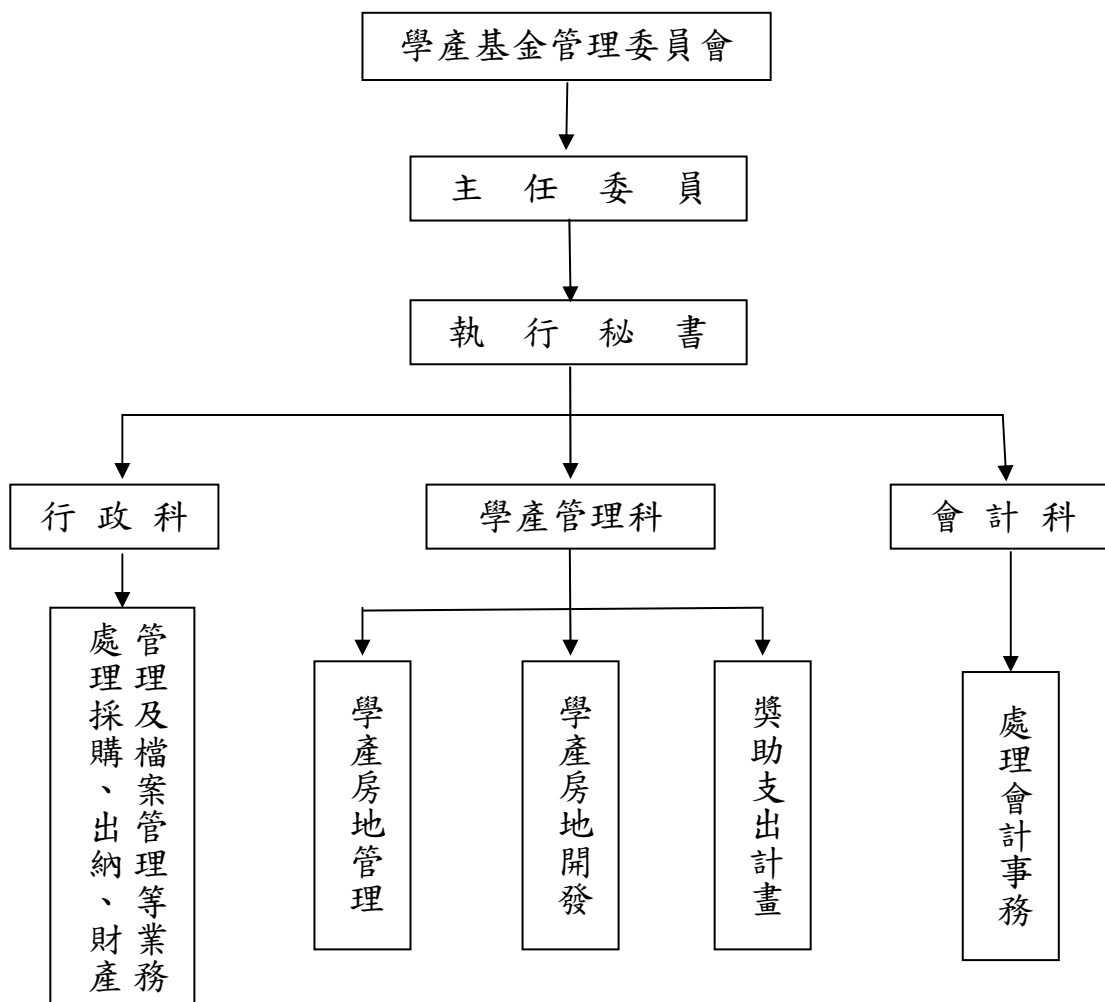 學產基金管理委員會
主任委員
執行秘書
行政科
學產管理科
會計科
處理採購、出納、財產
管理及檔案管理等業務
學產房地管理
學產房地開發
獎助支出計畫
處理會計事務